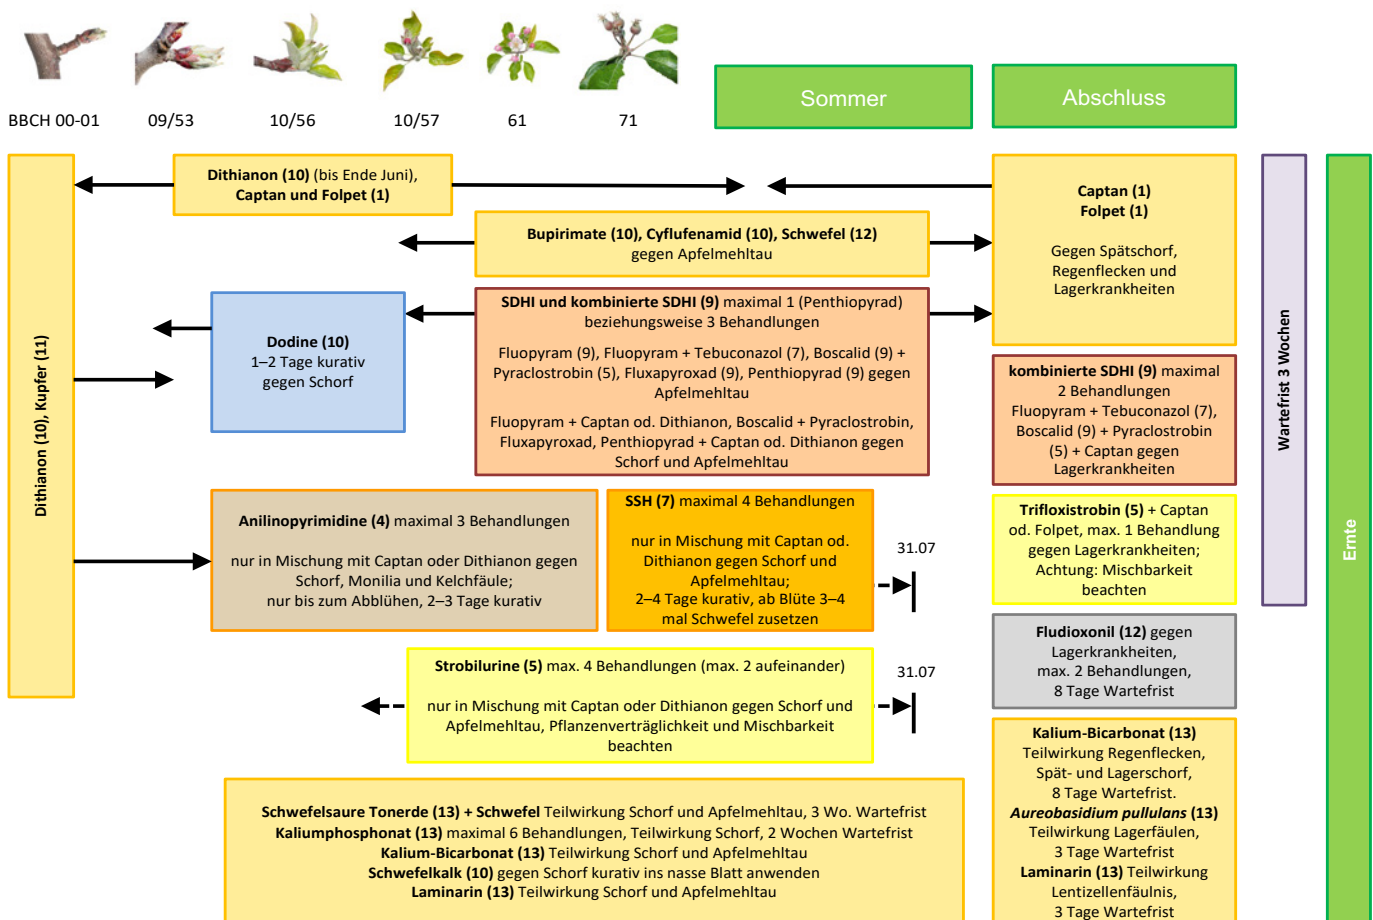 Sommer
Abschluss
BBCH 00-01
09/53
10/56
10/57
61
71
Dithianon (10), Kupfer (11)
Dithianon (10) (bis Ende Juni),
Captan und Folpet (1)
Bupirimate (10), Cyflufenamid (10), Schwefel (12)
gegen Apfelmehltau
Dodine (10)
1–2 Tage kurativ
gegen Schorf
SDHI und kombinierte SDHI (9) maximal 1 (Penthiopyrad)
beziehungsweise 3 Behandlungen
Fluopyram (9), Fluopyram + Tebuconazol (7), Boscalid (9) +
Pyraclostrobin (5), Fluxapyroxad (9), Penthiopyrad (9) gegen
Apfelmehltau
Fluopyram + Captan od. Dithianon, Boscalid + Pyraclostrobin,
Fluxapyroxad, Penthiopyrad + Captan od. Dithianon gegen
Schorf und Apfelmehltau
Anilinopyrimidine (4) maximal 3 Behandlungen
nur in Mischung mit Captan oder Dithianon gegen
Schorf, Monilia und Kelchfäule;
nur bis zum Abblühen, 2–3 Tage kurativ
SSH (7) maximal 4 Behandlungen
nur in Mischung mit Captan od.
Dithianon gegen Schorf und
Apfelmehltau;
2–4 Tage kurativ, ab Blüte 3–4
mal Schwefel zusetzen
31.07
Strobilurine (5) max. 4 Behandlungen (max. 2 aufeinander)
nur in Mischung mit Captan oder Dithianon gegen Schorf und
Apfelmehltau, Pflanzenverträglichkeit und Mischbarkeit
beachten
31.07
Schwefelsaure Tonerde (13) + Schwefel Teilwirkung Schorf und Apfelmehltau, 3 Wo. Wartefrist
Kaliumphosphonat (13) maximal 6 Behandlungen, Teilwirkung Schorf, 2 Wochen Wartefrist
Kalium-Bicarbonat (13) Teilwirkung Schorf und Apfelmehltau
Schwefelkalk (10) gegen Schorf kurativ ins nasse Blatt anwenden
Laminarin (13) Teilwirkung Schorf und Apfelmehltau
Captan (1)
Folpet (1)
Gegen Spätschorf,
Regenflecken und
Lagerkrankheiten
kombinierte SDHI (9) maximal
2 Behandlungen
Fluopyram + Tebuconazol (7),
Boscalid (9) + Pyraclostrobin
(5) + Captan gegen
Lagerkrankheiten
Trifloxistrobin (5) + Captan
od. Folpet, max. 1 Behandlung
gegen Lagerkrankheiten;
Achtung: Mischbarkeit
beachten
Fludioxonil (12) gegen
Lagerkrankheiten,
max. 2 Behandlungen,
8 Tage Wartefrist
Kalium-Bicarbonat (13)
Teilwirkung Regenflecken,
Spät- und Lagerschorf,
8 Tage Wartefrist.
Aureobasidium pullulans (13)
Teilwirkung Lagerfäulen,
3 Tage Wartefrist
Laminarin (13) Teilwirkung
Lentizellenfäulnis,
3 Tage Wartefrist
Wartefrist 3 Wochen
Ernte